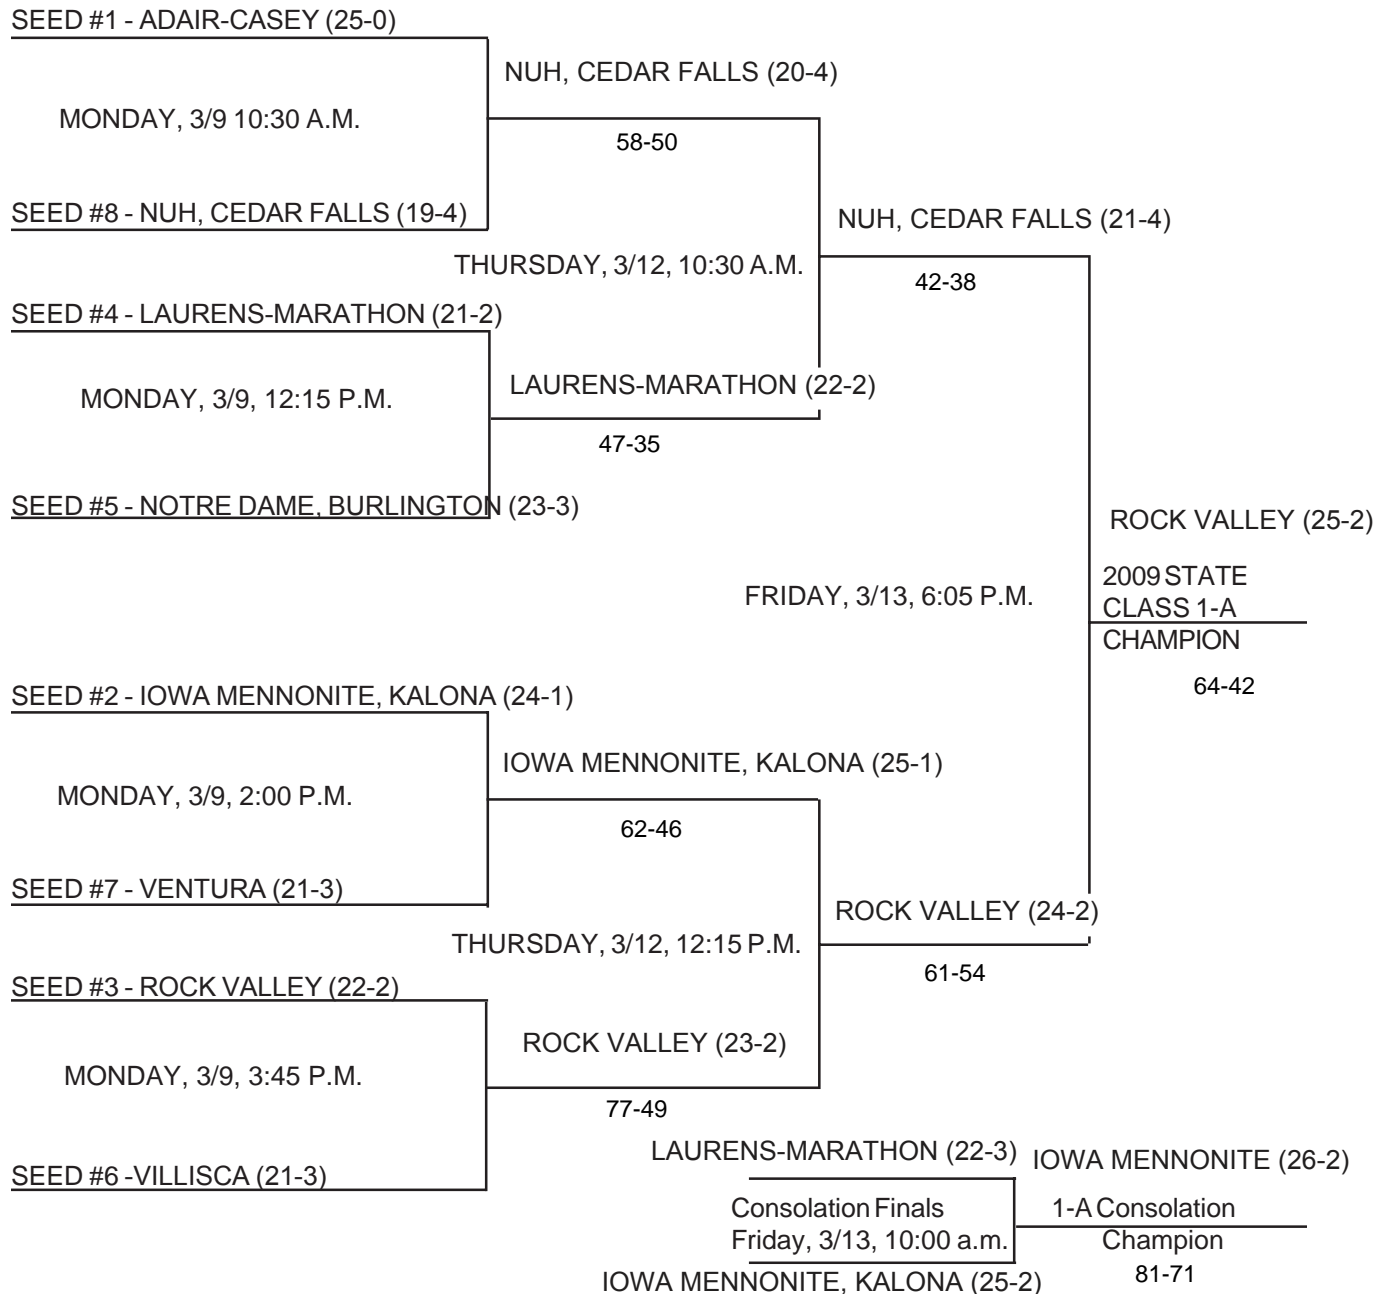 SEED #1 - ADAIR-CASEY (25-0)
NUH, CEDAR FALLS (20-4)
MONDAY, 3/9 10:30 A.M.
58-50
SEED #8 - NUH, CEDAR FALLS (19-4)
NUH, CEDAR FALLS (21-4)
THURSDAY, 3/12, 10:30 A.M.
42-38
SEED #4 - LAURENS-MARATHON (21-2)
LAURENS-MARATHON (22-2)
MONDAY, 3/9, 12:15 P.M.
47-35
SEED #5 - NOTRE DAME, BURLINGTON (23-3)
ROCK VALLEY (25-2)
FRIDAY, 3/13, 6:05 P.M.
2009 STATE
CLASS 1-A
CHAMPION
64-42
SEED #2 - IOWA MENNONITE, KALONA (24-1)
IOWA MENNONITE, KALONA (25-1)
MONDAY, 3/9, 2:00 P.M.
62-46
SEED #7 - VENTURA (21-3)
ROCK VALLEY (24-2)
THURSDAY, 3/12, 12:15 P.M.
61-54
SEED #3 - ROCK VALLEY (22-2)
ROCK VALLEY (23-2)
MONDAY, 3/9, 3:45 P.M.
77-49
SEED #6 -VILLISCA (21-3)
LAURENS-MARATHON (22-3)
IOWA MENNONITE (26-2)
Consolation Finals
Friday, 3/13, 10:00 a.m.
1-A Consolation
Champion
81-71
IOWA MENNONITE, KALONA (25-2)